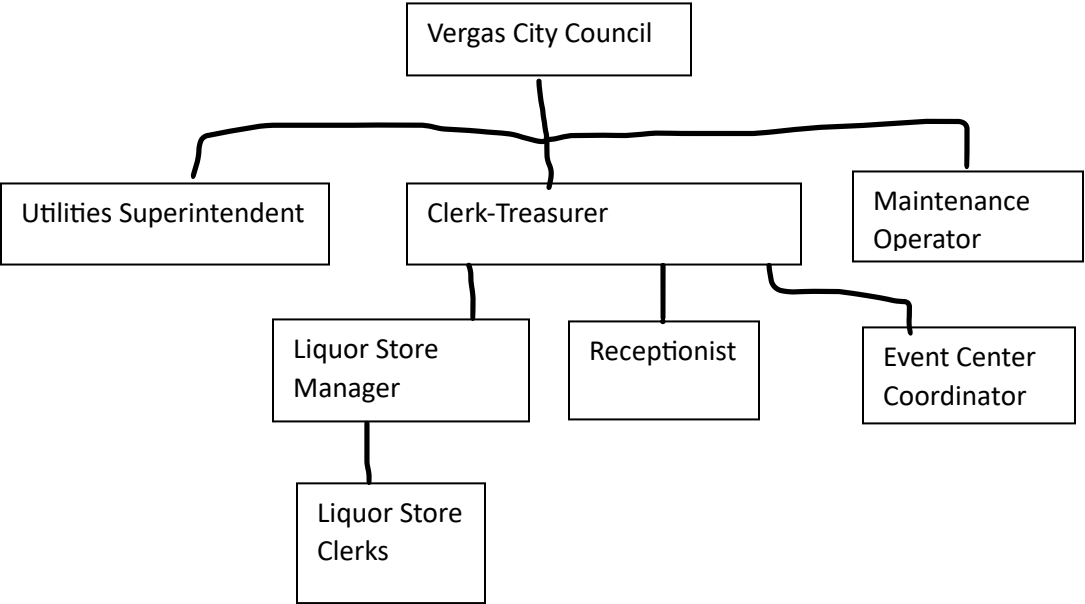 Vergas City Council
Utilities Superintendent
Clerk-Treasurer
Maintenance
Operator
Liquor Store
Manager
Receptionist
Event Center
Coordinator
Liquor Store
Clerks